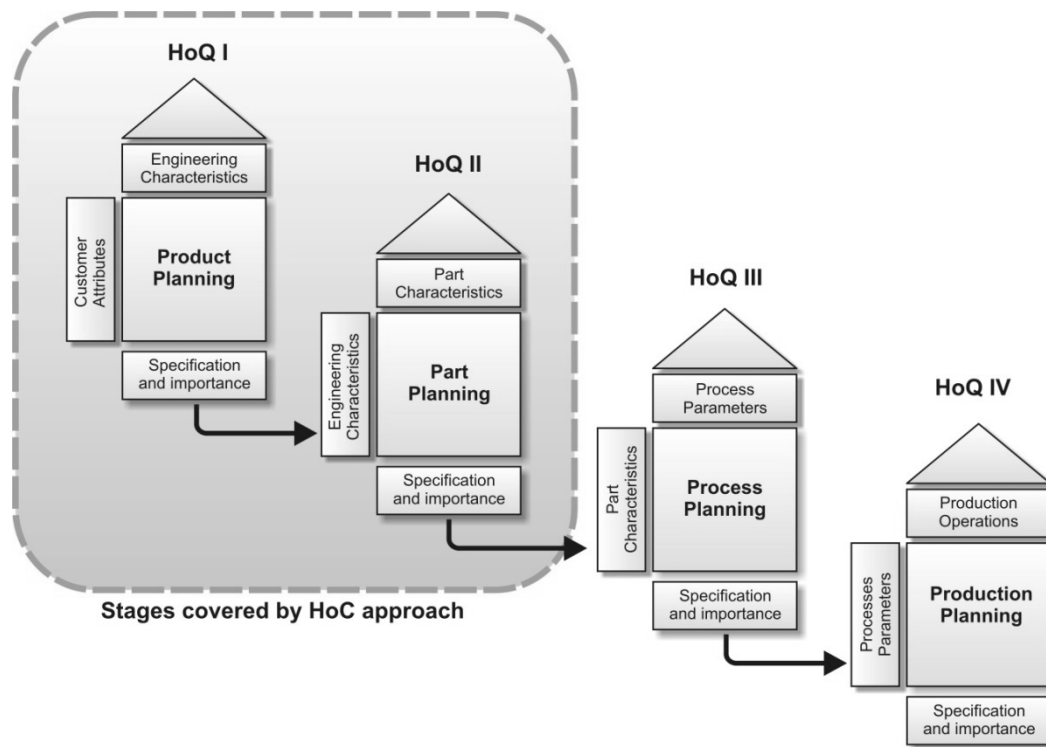 HoQ I
Engineering
Characteristics
Customer
Attributes
Product
Planning
Specification
and importance
HoQ II
Part
Characteristics
Engineering
Characteristics
Part
Planning
Specification
and importance
Stages covered by HoC approach
HoQ III
Process
Parameters
Part
Characteristics
Process
Planning
Specification
and importance
HoQ IV
Production
Operations
Processes
Parameters
Production
Planning
Specification
and importance